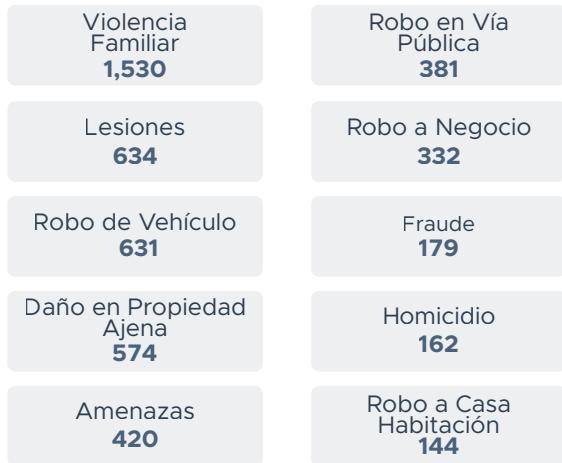 Violencia
Familiar
1,530
Lesiones
634
Robo de Vehículo
631
Daño en Propiedad
Ajena
574
Amenazas
420
Robo en Vía
Pública
381
Robo a Negocio
332
Fraude
179
Homicidio
162
Robo a Casa
Habitación
144